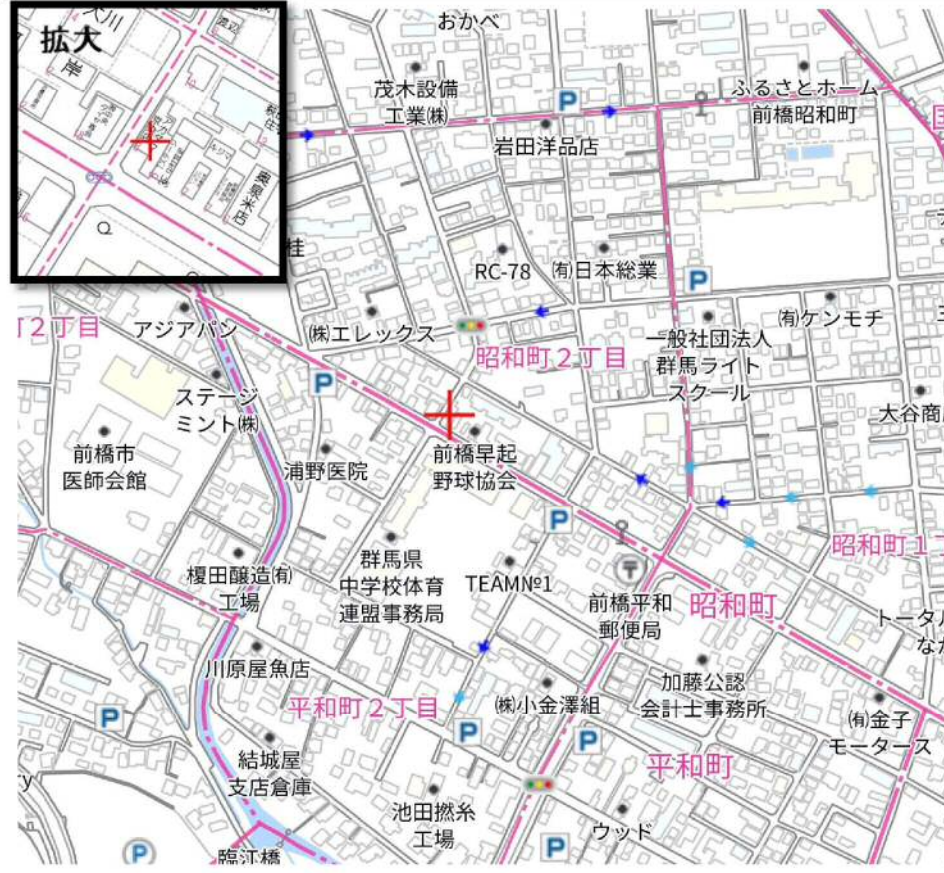 拡大
岸
奥泉米店
おかべ
茂木設備
工業㈱
P
ふるさとホーム
前橋昭和町
岩田洋品店
桂
RC-78
㈲日本総業
P
2丁目
アジアパン
㈱エレックス
昭和町2丁目
一般社団法人
群馬ライト
スクール
㈲ケンモチ
P
ステージ
ミント㈱
大谷商
前橋市
医師会館
浦野医院
前橋早起
野球協会
P
昭和町1丁
群馬県
中学校体育
連盟事務局
TEAM№1
榎田醸造㈲
工場
前橋平和
郵便局
昭和町
トータル
川原屋魚店
加藤公認
会計士事務所
平和町2丁目
㈱小金澤組
P
P
P
㈲金子
モータース
結城屋
支店倉庫
平和町
池田撚糸
工場
ウッド
P
P
臨江橋